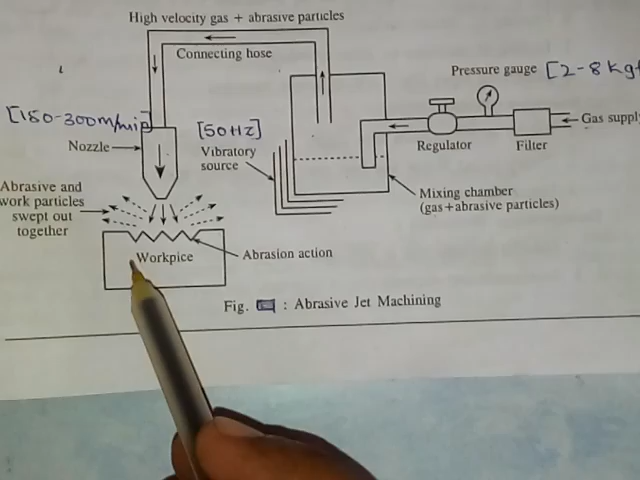 High velocity gas + abrasive particles
Connecting hose
Pressure gauge [2-8 kgf
[150-300m/min]
[50Hz]
Gas supply
Nozzle
Vibratory
source
Regulator
Filter
Abrasive and
work particles
swept out
together
Mixing chamber
(gas+abrasive particles)
Workpice
Abrasion action
Fig. : Abrasive Jet Machining